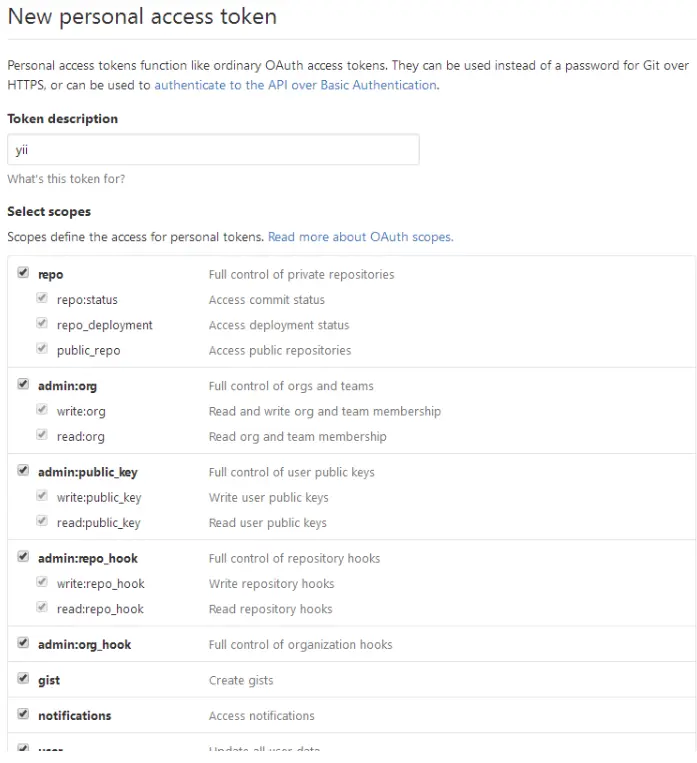 New personal access token
Personal access tokens function like ordinary OAuth access tokens. They can be used instead of a password for Git over
HTTPS, or can be used to authenticate to the API over Basic Authentication.
Token description
yii
What's this token for?
Select scopes
Scopes define the access for personal tokens. Read more about OAuth scopes.
repo Full control of private repositories
repo:status Access commit status
repo_deployment Access deployment status
public_repo Access public repositories
admin:org Full control of orgs and teams
write:org Read and write org and team membership
read:org Read org and team membership
admin:public_key Full control of user public keys
write:public_key Write user public keys
read:public_key Read user public keys
admin:repo_hook Full control of repository hooks
write:repo_hook Write repository hooks
read:repo_hook Read repository hooks
admin:org_hook Full control of organization hooks
gist Create gists
notifications Access notifications
user Update all user data